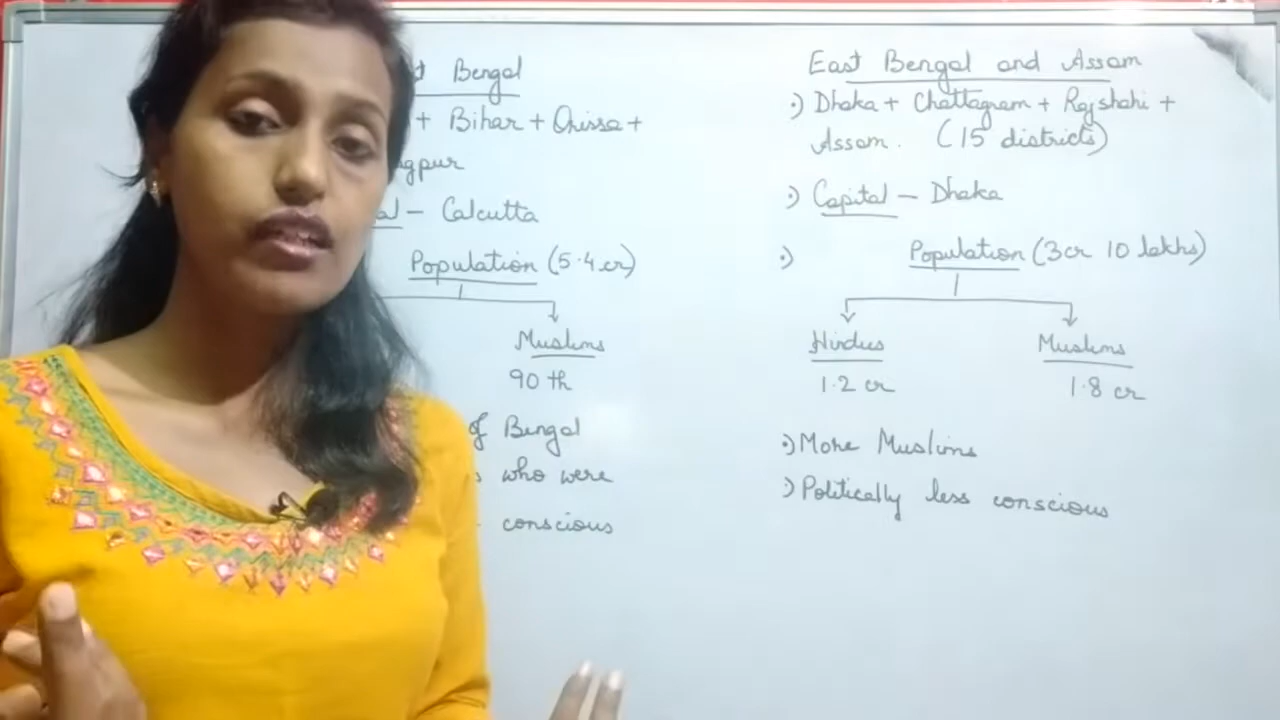 t Bengal
+ Bihar + Orissa +
gpur
al – Calcutta
Population (5.4 cr)
Muslims
90 th
of Bengal
s who were
conscious
East Bengal and Assam
•) Dhaka + Chattagram + Rajshahi +
Assam. (15 districts)
•) Capital – Dhaka
•) Population (3 cr 10 lakhs)
Hindus Muslims
1.2 cr 1.8 cr
•) More Muslims
•) Politically less conscious